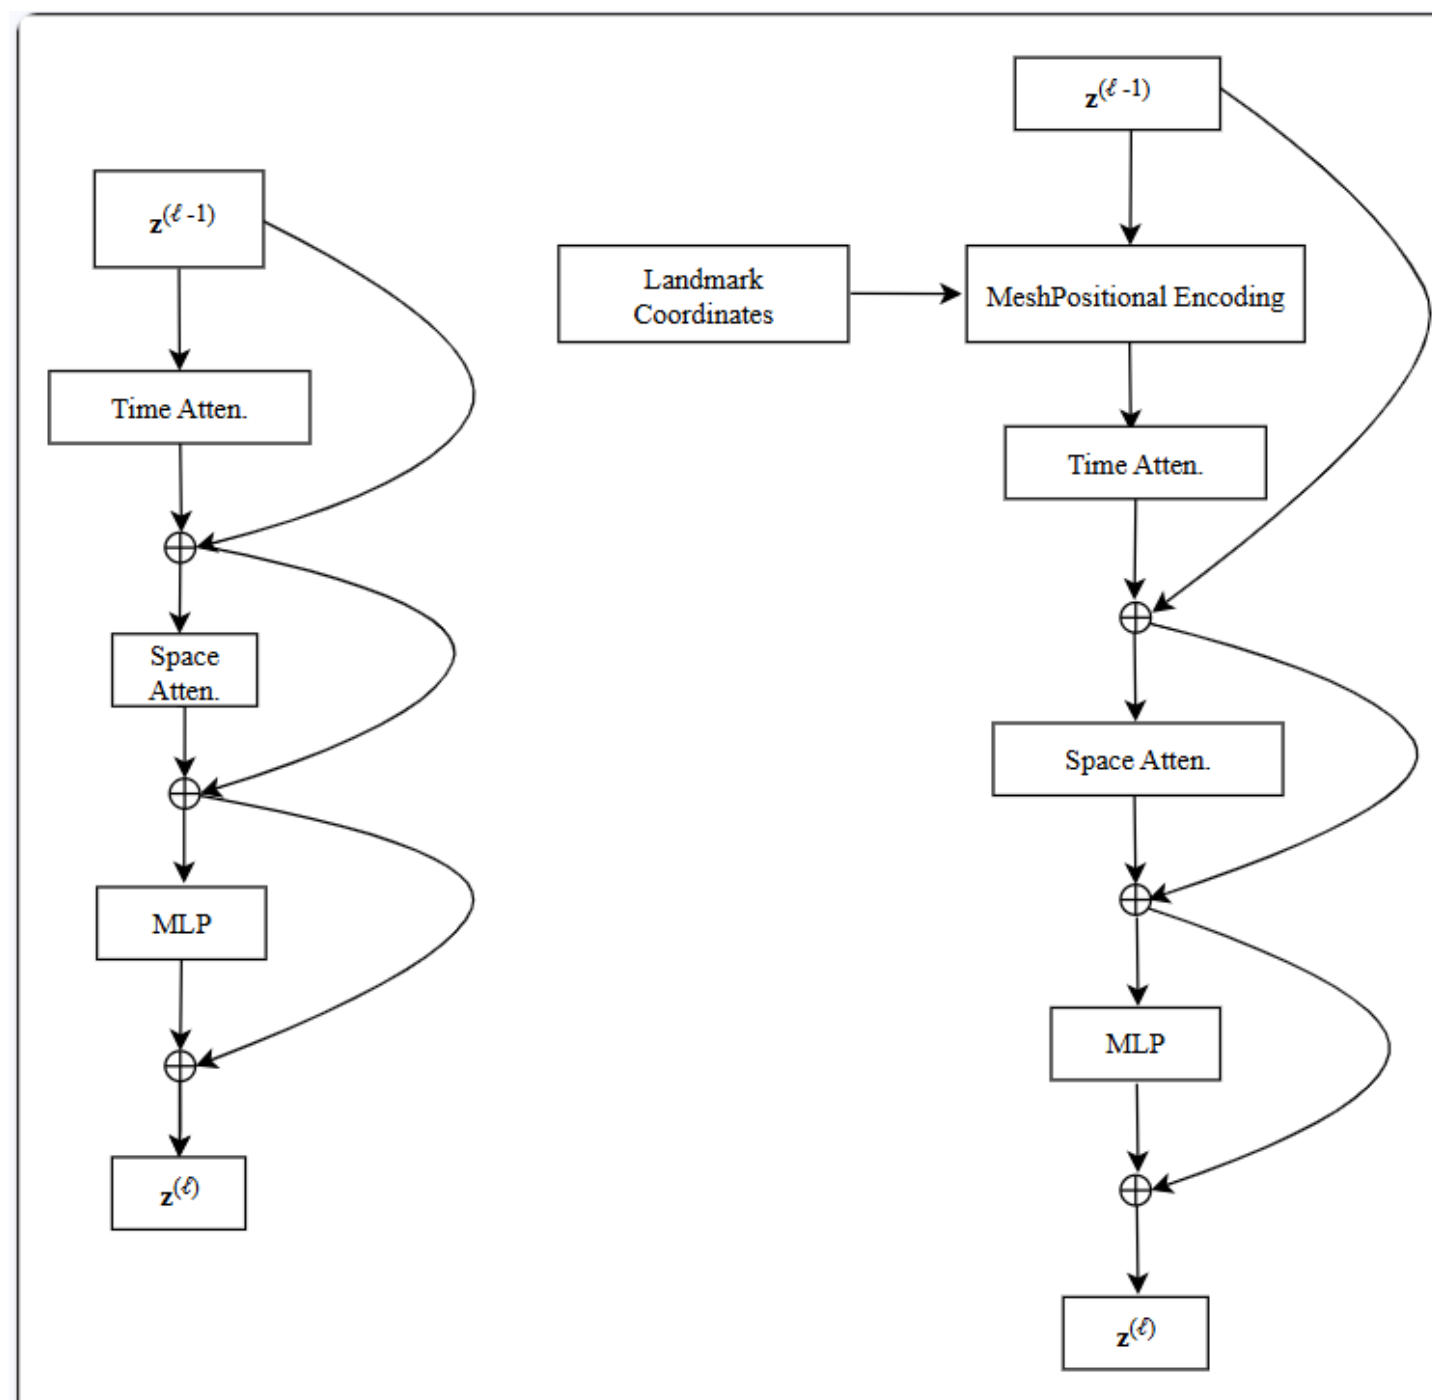 z^(ℓ-1)
Time Atten.
Space
Atten.
MLP
z^(ℓ)
z^(ℓ-1)
Landmark
Coordinates
MeshPositional Encoding
Time Atten.
Space Atten.
MLP
z^(ℓ)